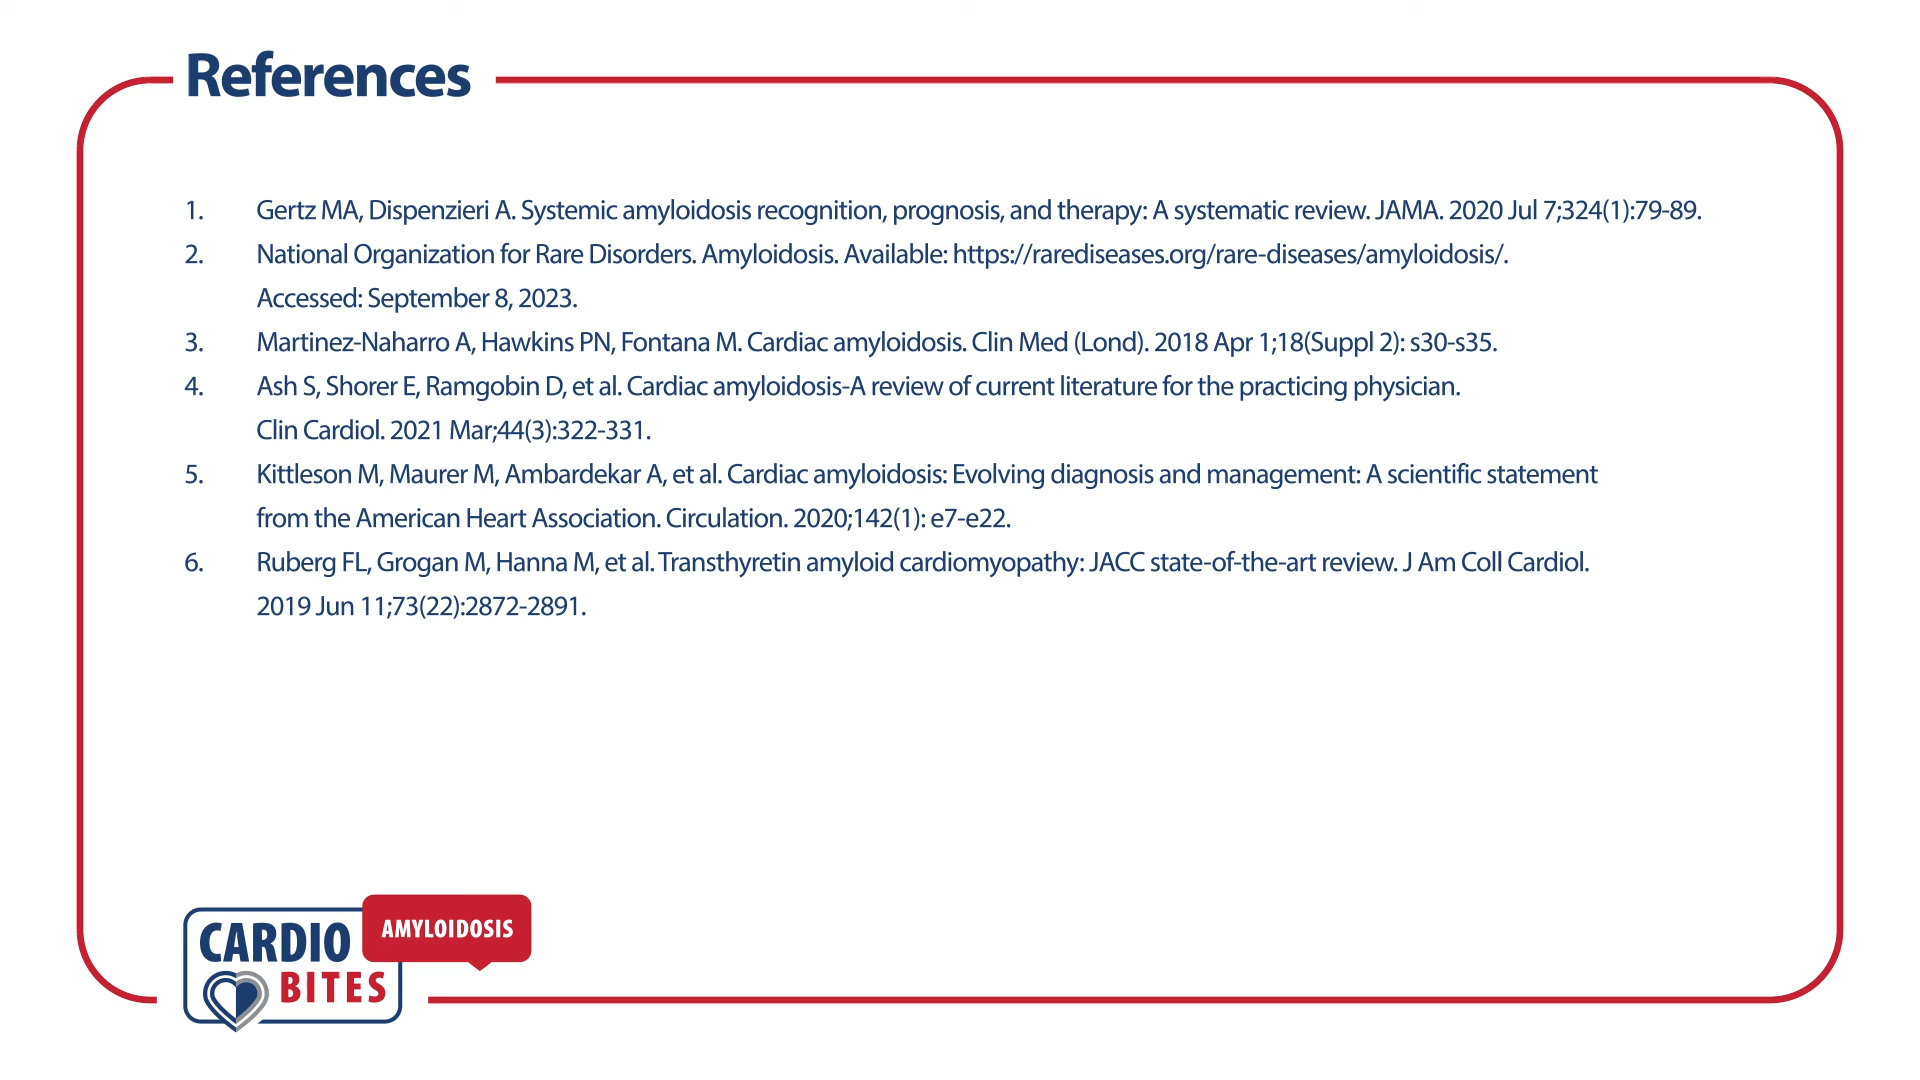 References
1. Gertz MA, Dispenzieri A. Systemic amyloidosis recognition, prognosis, and therapy: A systematic review. JAMA. 2020 Jul 7;324(1):79-89.
2. National Organization for Rare Disorders. Amyloidosis. Available: https://rarediseases.org/rare-diseases/amyloidosis/.
Accessed: September 8, 2023.
3. Martinez-Naharro A, Hawkins PN, Fontana M. Cardiac amyloidosis. Clin Med (Lond). 2018 Apr 1;18(Suppl 2): s30-s35.
4. Ash S, Shorer E, Ramgobin D, et al. Cardiac amyloidosis-A review of current literature for the practicing physician.
Clin Cardiol. 2021 Mar;44(3):322-331.
5. Kittleson M, Maurer M, Ambardekar A, et al. Cardiac amyloidosis: Evolving diagnosis and management: A scientific statement
from the American Heart Association. Circulation. 2020;142(1): e7-e22.
6. Ruberg FL, Grogan M, Hanna M, et al. Transthyretin amyloid cardiomyopathy: JACC state-of-the-art review. J Am Coll Cardiol.
2019 Jun 11;73(22):2872-2891.
AMYLOIDOSIS
CARDIO
BITES